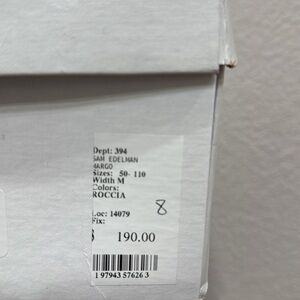 Dept: 394
SAM EDELMAN
MARGO
Sizes: 50- 110
Width M
Colors:
ROCCIA
8
Loc: 14079
Fix:
$ 190.00
1 97943 57626 3